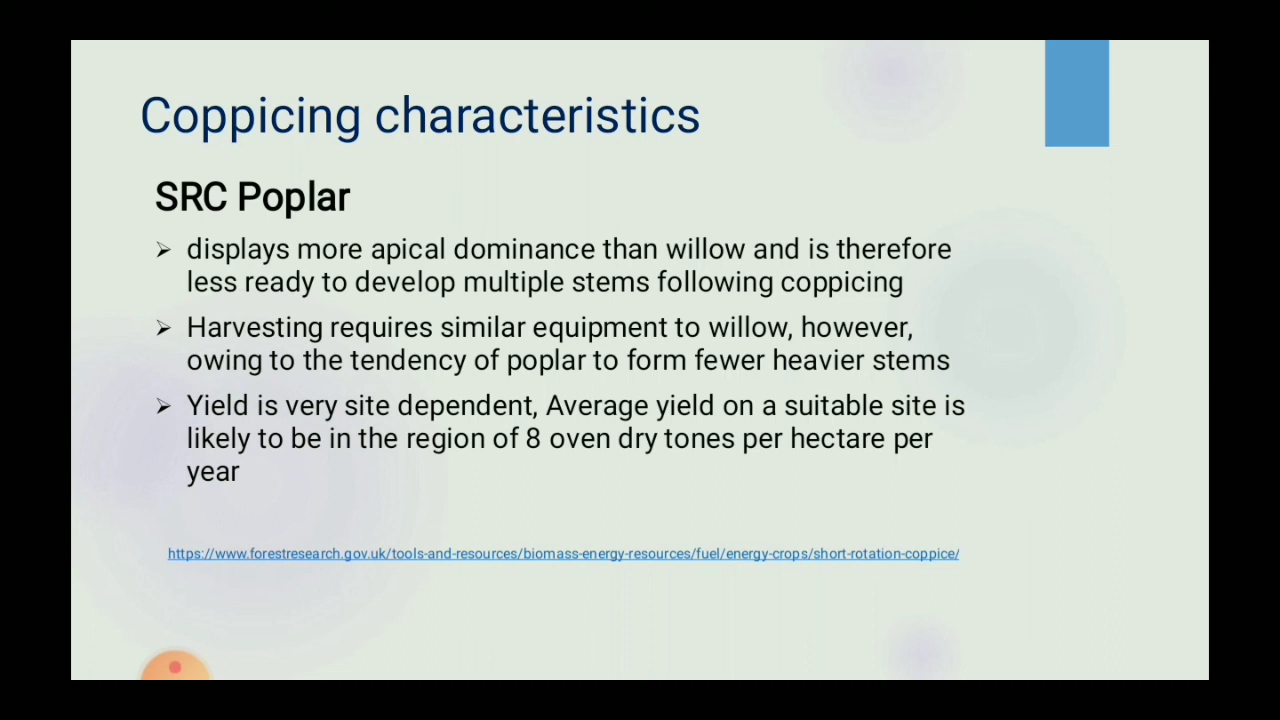 Coppicing characteristics
SRC Poplar
➢ displays more apical dominance than willow and is therefore
less ready to develop multiple stems following coppicing
➢ Harvesting requires similar equipment to willow, however,
owing to the tendency of poplar to form fewer heavier stems
➢ Yield is very site dependent, Average yield on a suitable site is
likely to be in the region of 8 oven dry tones per hectare per
year
https://www.forestresearch.gov.uk/tools-and-resources/biomass-energy-resources/fuel/energy-crops/short-rotation-coppice/